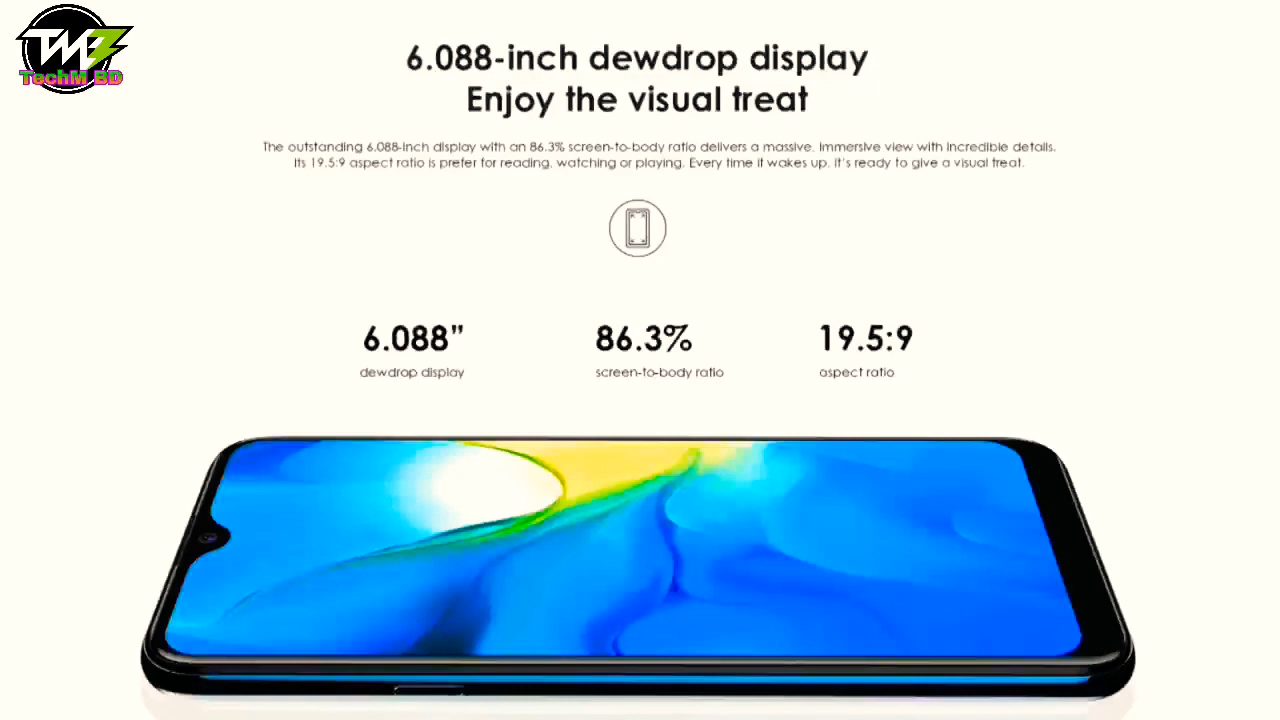 TMB
TechM BD
6.088-inch dewdrop display
Enjoy the visual treat
The outstanding 6.088-inch display with an 86.3% screen-to-body ratio delivers a massive. Immersive view with incredible details.
Its 19.5:9 aspect ratio is prefer for reading, watching or playing. Every time it wakes up, it's ready to give a visual treat.
6.088” 86.3% 19.5:9
dewdrop display screen-to-body ratio aspect ratio